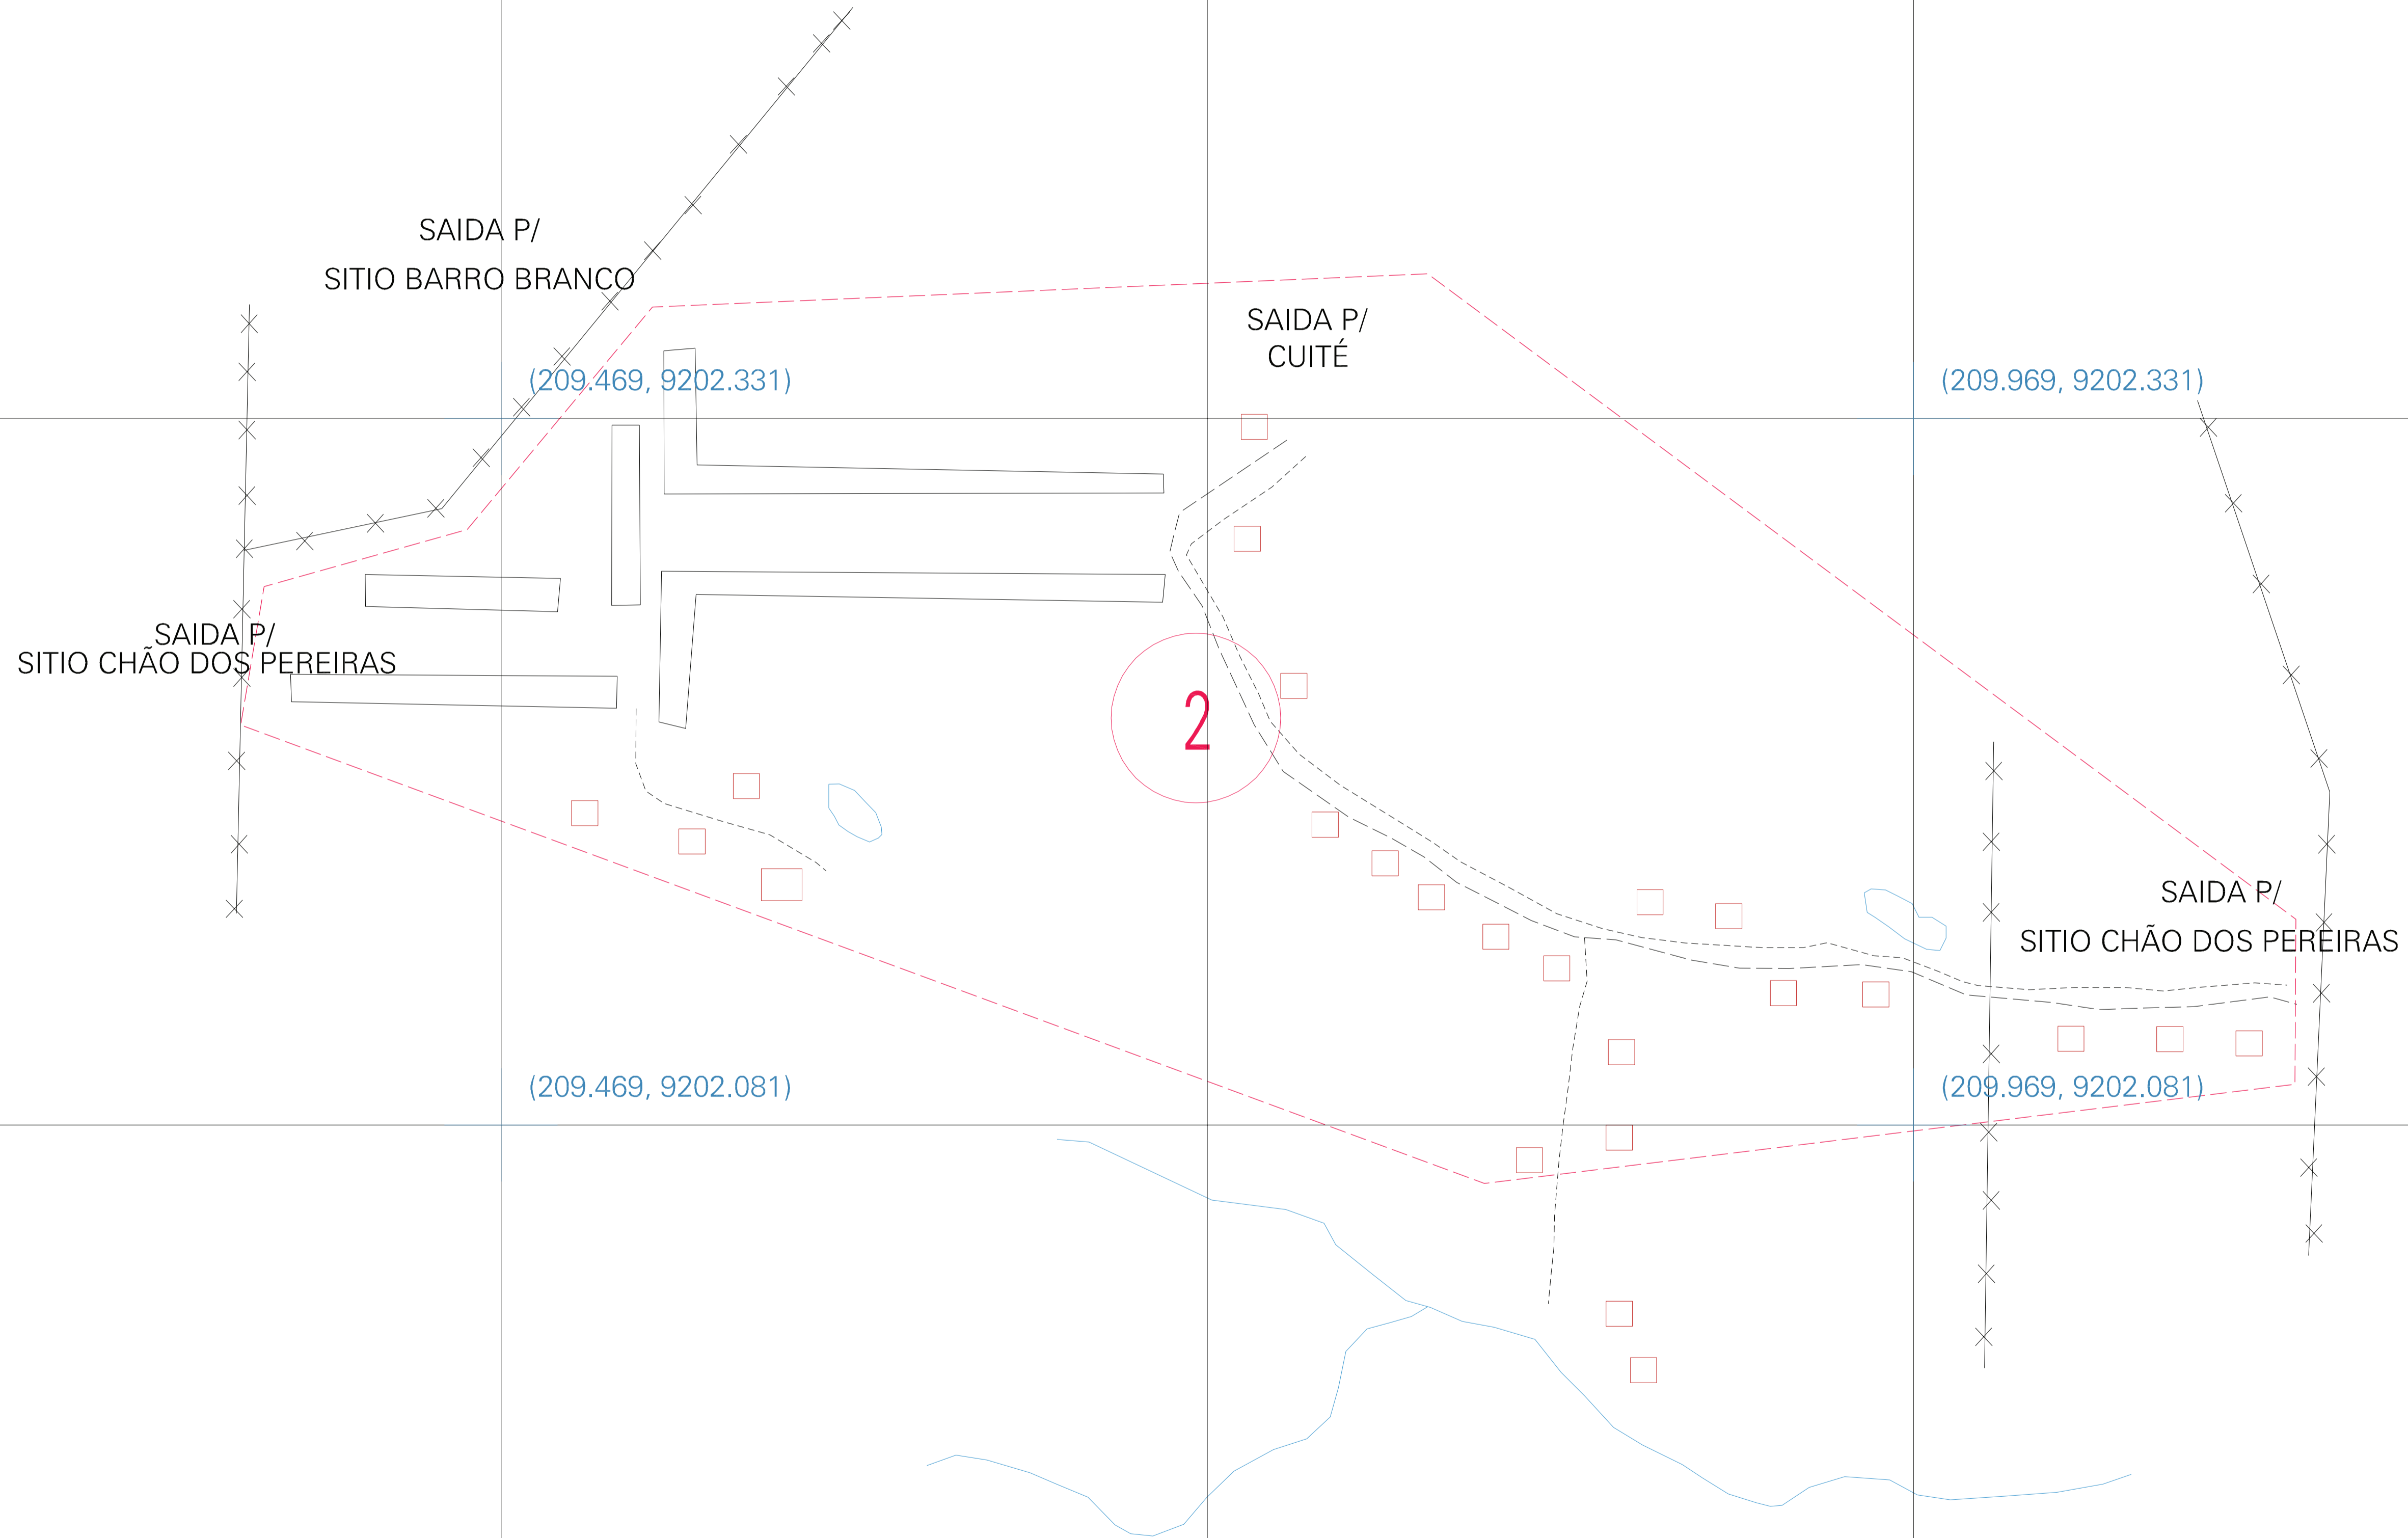 SAIDA P/
SITIO BARRO BRANCO
SAIDA P/
CUITÉ
(209.469, 9202.331)
(209.969, 9202.331)
SAIDA P/
SITIO CHÃO DOS PEREIRAS
2
SAIDA P/
SITIO CHÃO DOS PEREIRAS
(209.469, 9202.081)
(209.969, 9202.081)